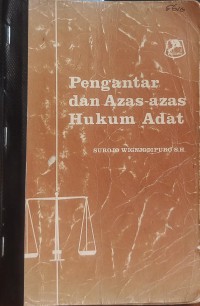 Pengantar
dan Azas-azas
Hukum Adat
SUROJO WIGNJODIPURO S.H.